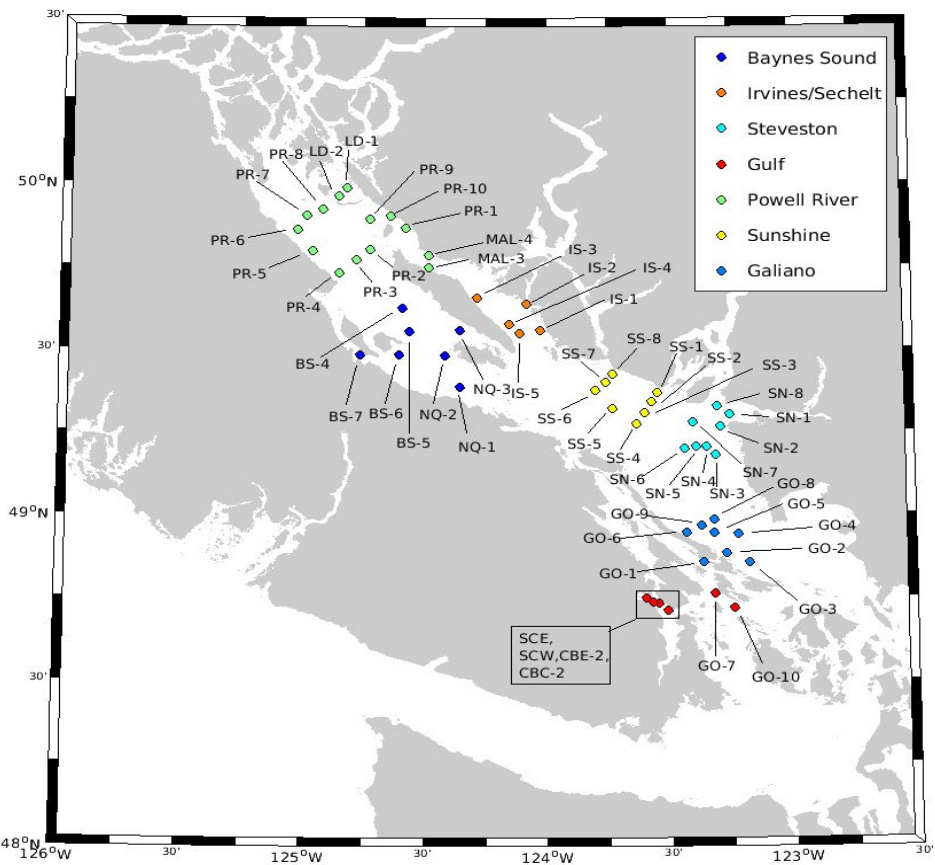 30'
Baynes Sound
Irvines/Sechelt
Steveston
Gulf
Powell River
Sunshine
Galiano
LD-1
PR-8 LD-2
PR-9
PR-7
PR-10
50°N
PR-1
PR-6
MAL-4
IS-3
MAL-3
IS-2
IS-4
PR-5
PR-2
PR-3
IS-1
PR-4
30'
SS-8
SS-1
SS-7
SS-2
BS-4
SS-3
NQ-3
IS-5
SN-8
BS-7
BS-6
NQ-2
SS-6
SN-1
BS-5
NQ-1
SS-5
SN-2
SS-4
SN-7
SN-6
SN-4
GO-8
SN-5
SN-3
49°N
GO-9
GO-5
GO-4
GO-6
GO-2
GO-1
GO-3
SCE,
SCW,CBE-2,
CBC-2
GO-7
GO-10
30'
48°N
126°W
30'
125°W
30'
124°W
30'
123°W
30'